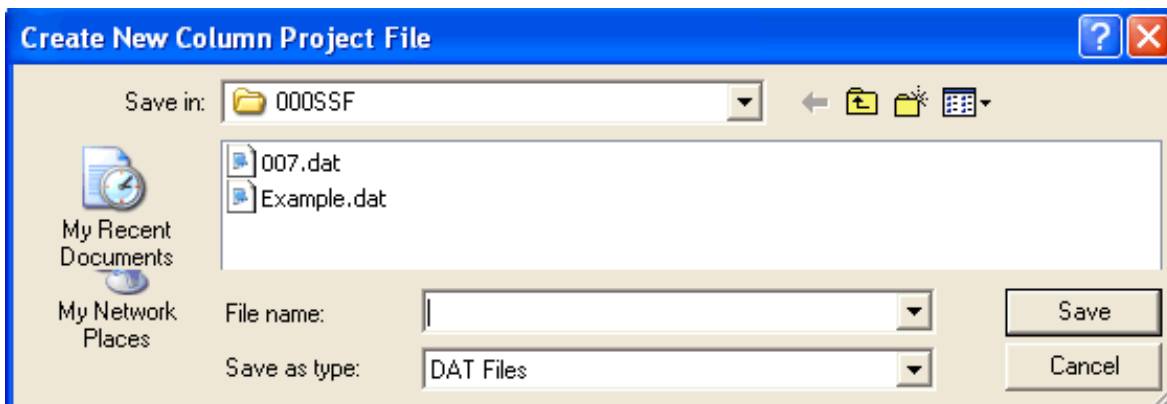 Create New Column Project File
?
Save in: 000SSF
007.dat
Example.dat
My Recent
Documents
My Network
Places
File name:
Save
Save as type: DAT Files
Cancel